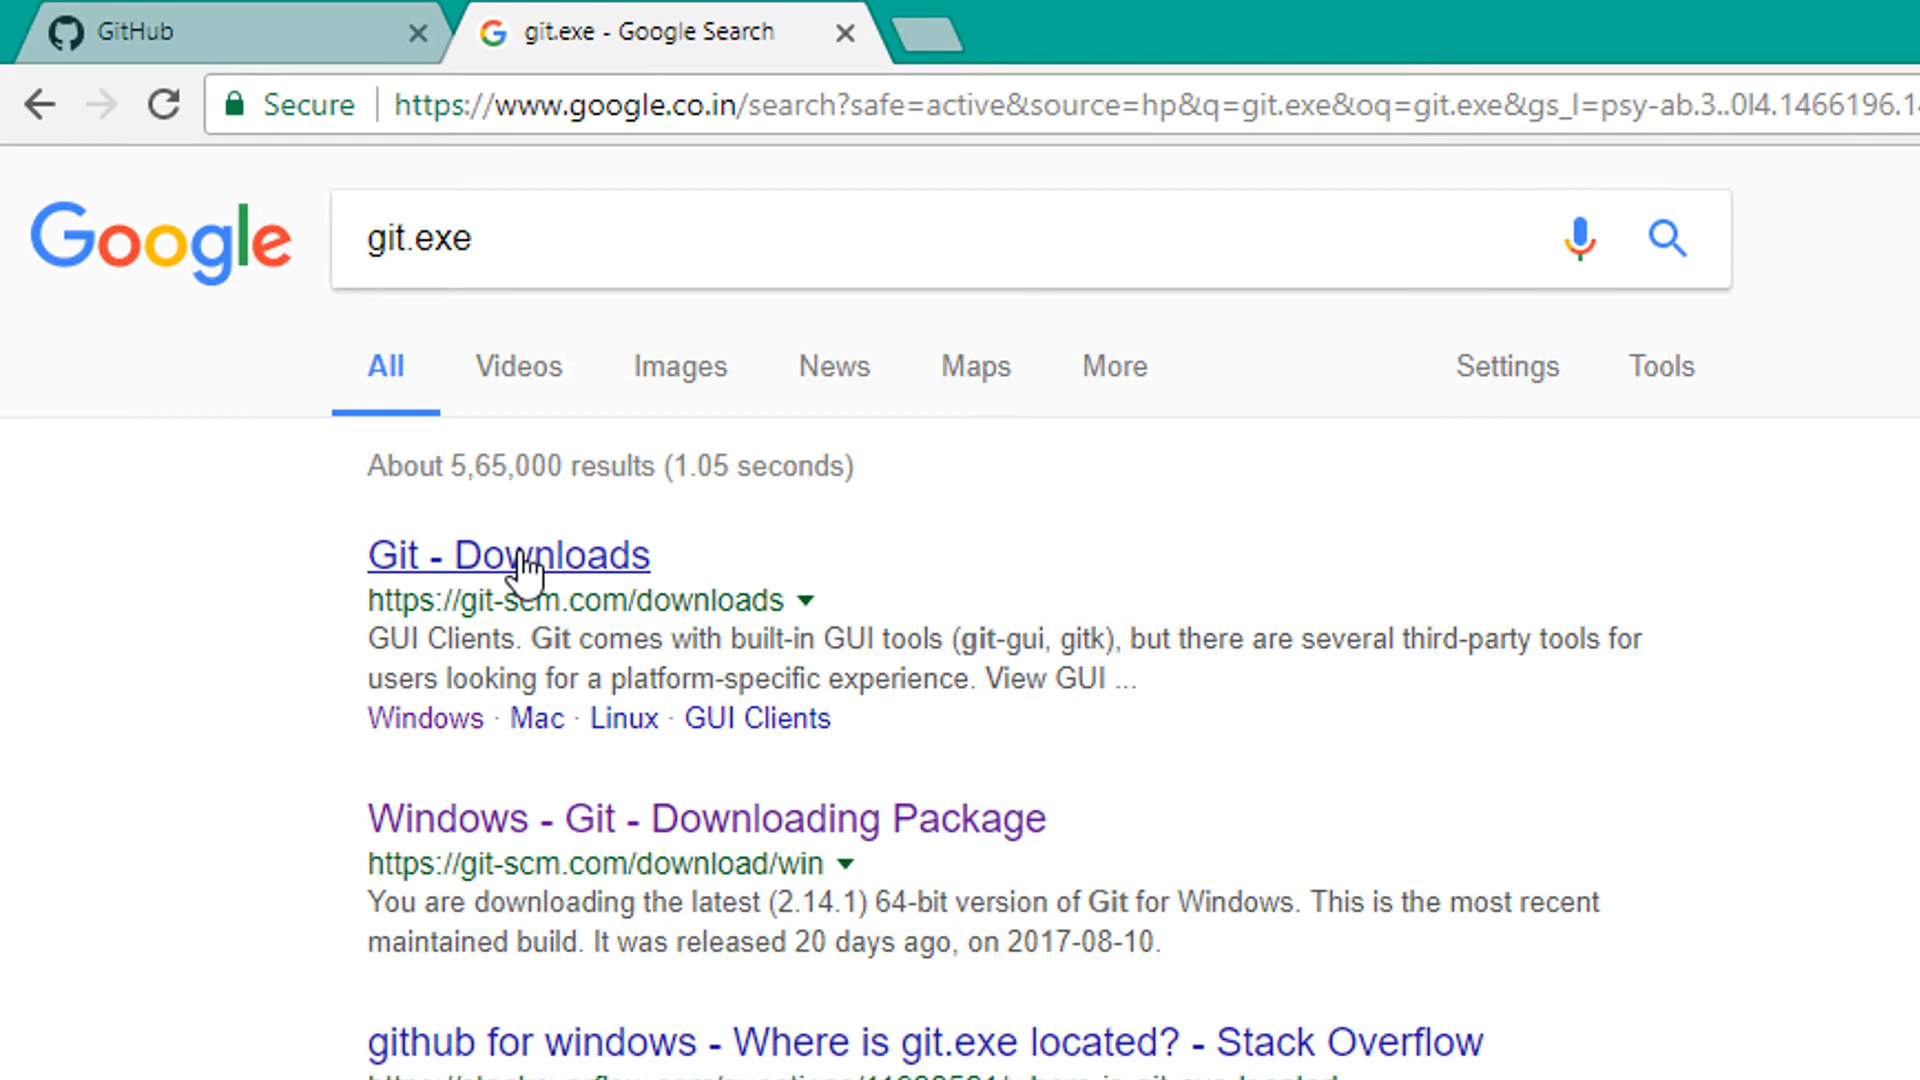 GitHub
git.exe - Google Search
Secure
https://www.google.co.in/search?safe=active&source=hp&q=git.exe&oq=git.exe&gs_l=psy-ab.3..0l4.1466196.1
Google
git.exe
All Videos Images News Maps More Settings Tools
About 5,65,000 results (1.05 seconds)
Git - Downloads
https://git-scm.com/downloads
GUI Clients. Git comes with built-in GUI tools (git-gui, gitk), but there are several third-party tools for
users looking for a platform-specific experience. View GUI ...
Windows · Mac · Linux · GUI Clients
Windows - Git - Downloading Package
https://git-scm.com/download/win
You are downloading the latest (2.14.1) 64-bit version of Git for Windows. This is the most recent
maintained build. It was released 20 days ago, on 2017-08-10.
github for windows - Where is git.exe located? - Stack Overflow